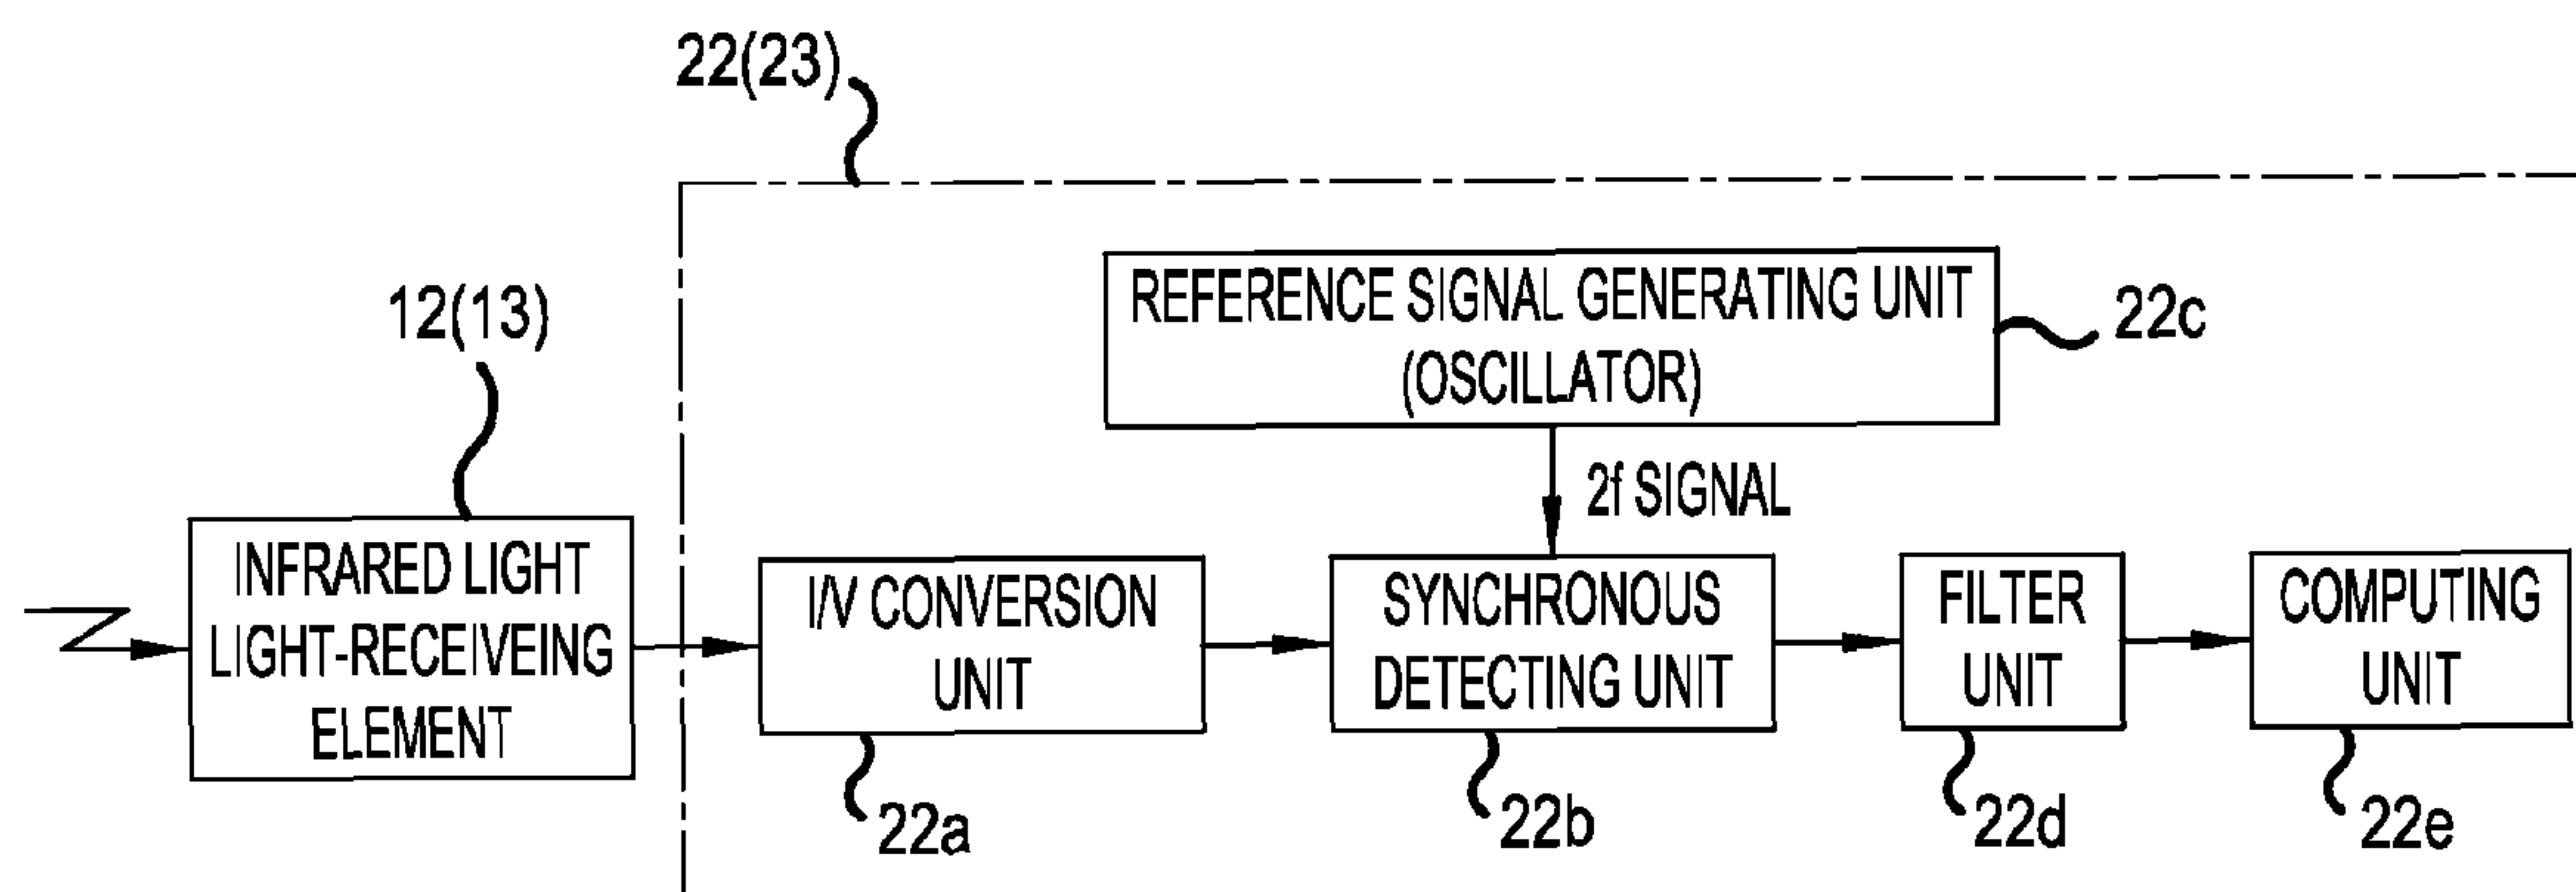 22(23)
REFERENCE SIGNAL GENERATING UNIT
(OSCILLATOR)
22c
12(13)
2f SIGNAL
INFRARED LIGHT
LIGHT-RECEIVEING
ELEMENT
I/V CONVERSION
UNIT
SYNCHRONOUS
DETECTING UNIT
FILTER
UNIT
COMPUTING
UNIT
22a
22b
22d
22e